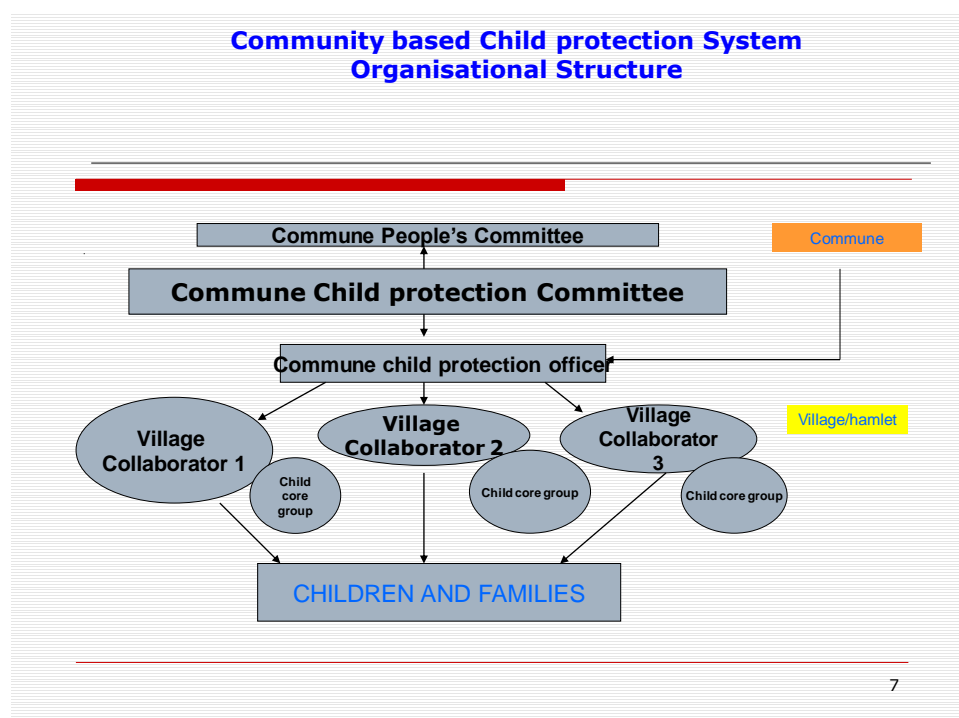 Community based Child protection System
Organisational Structure
Commune People’s Committee
Commune
Commune Child protection Committee
Commune child protection officer
Village
Collaborator 1
Village
Collaborator 2
Village
Collaborator
3
Village/hamlet
Child
core
group
Child core group
Child core group
CHILDREN AND FAMILIES
7